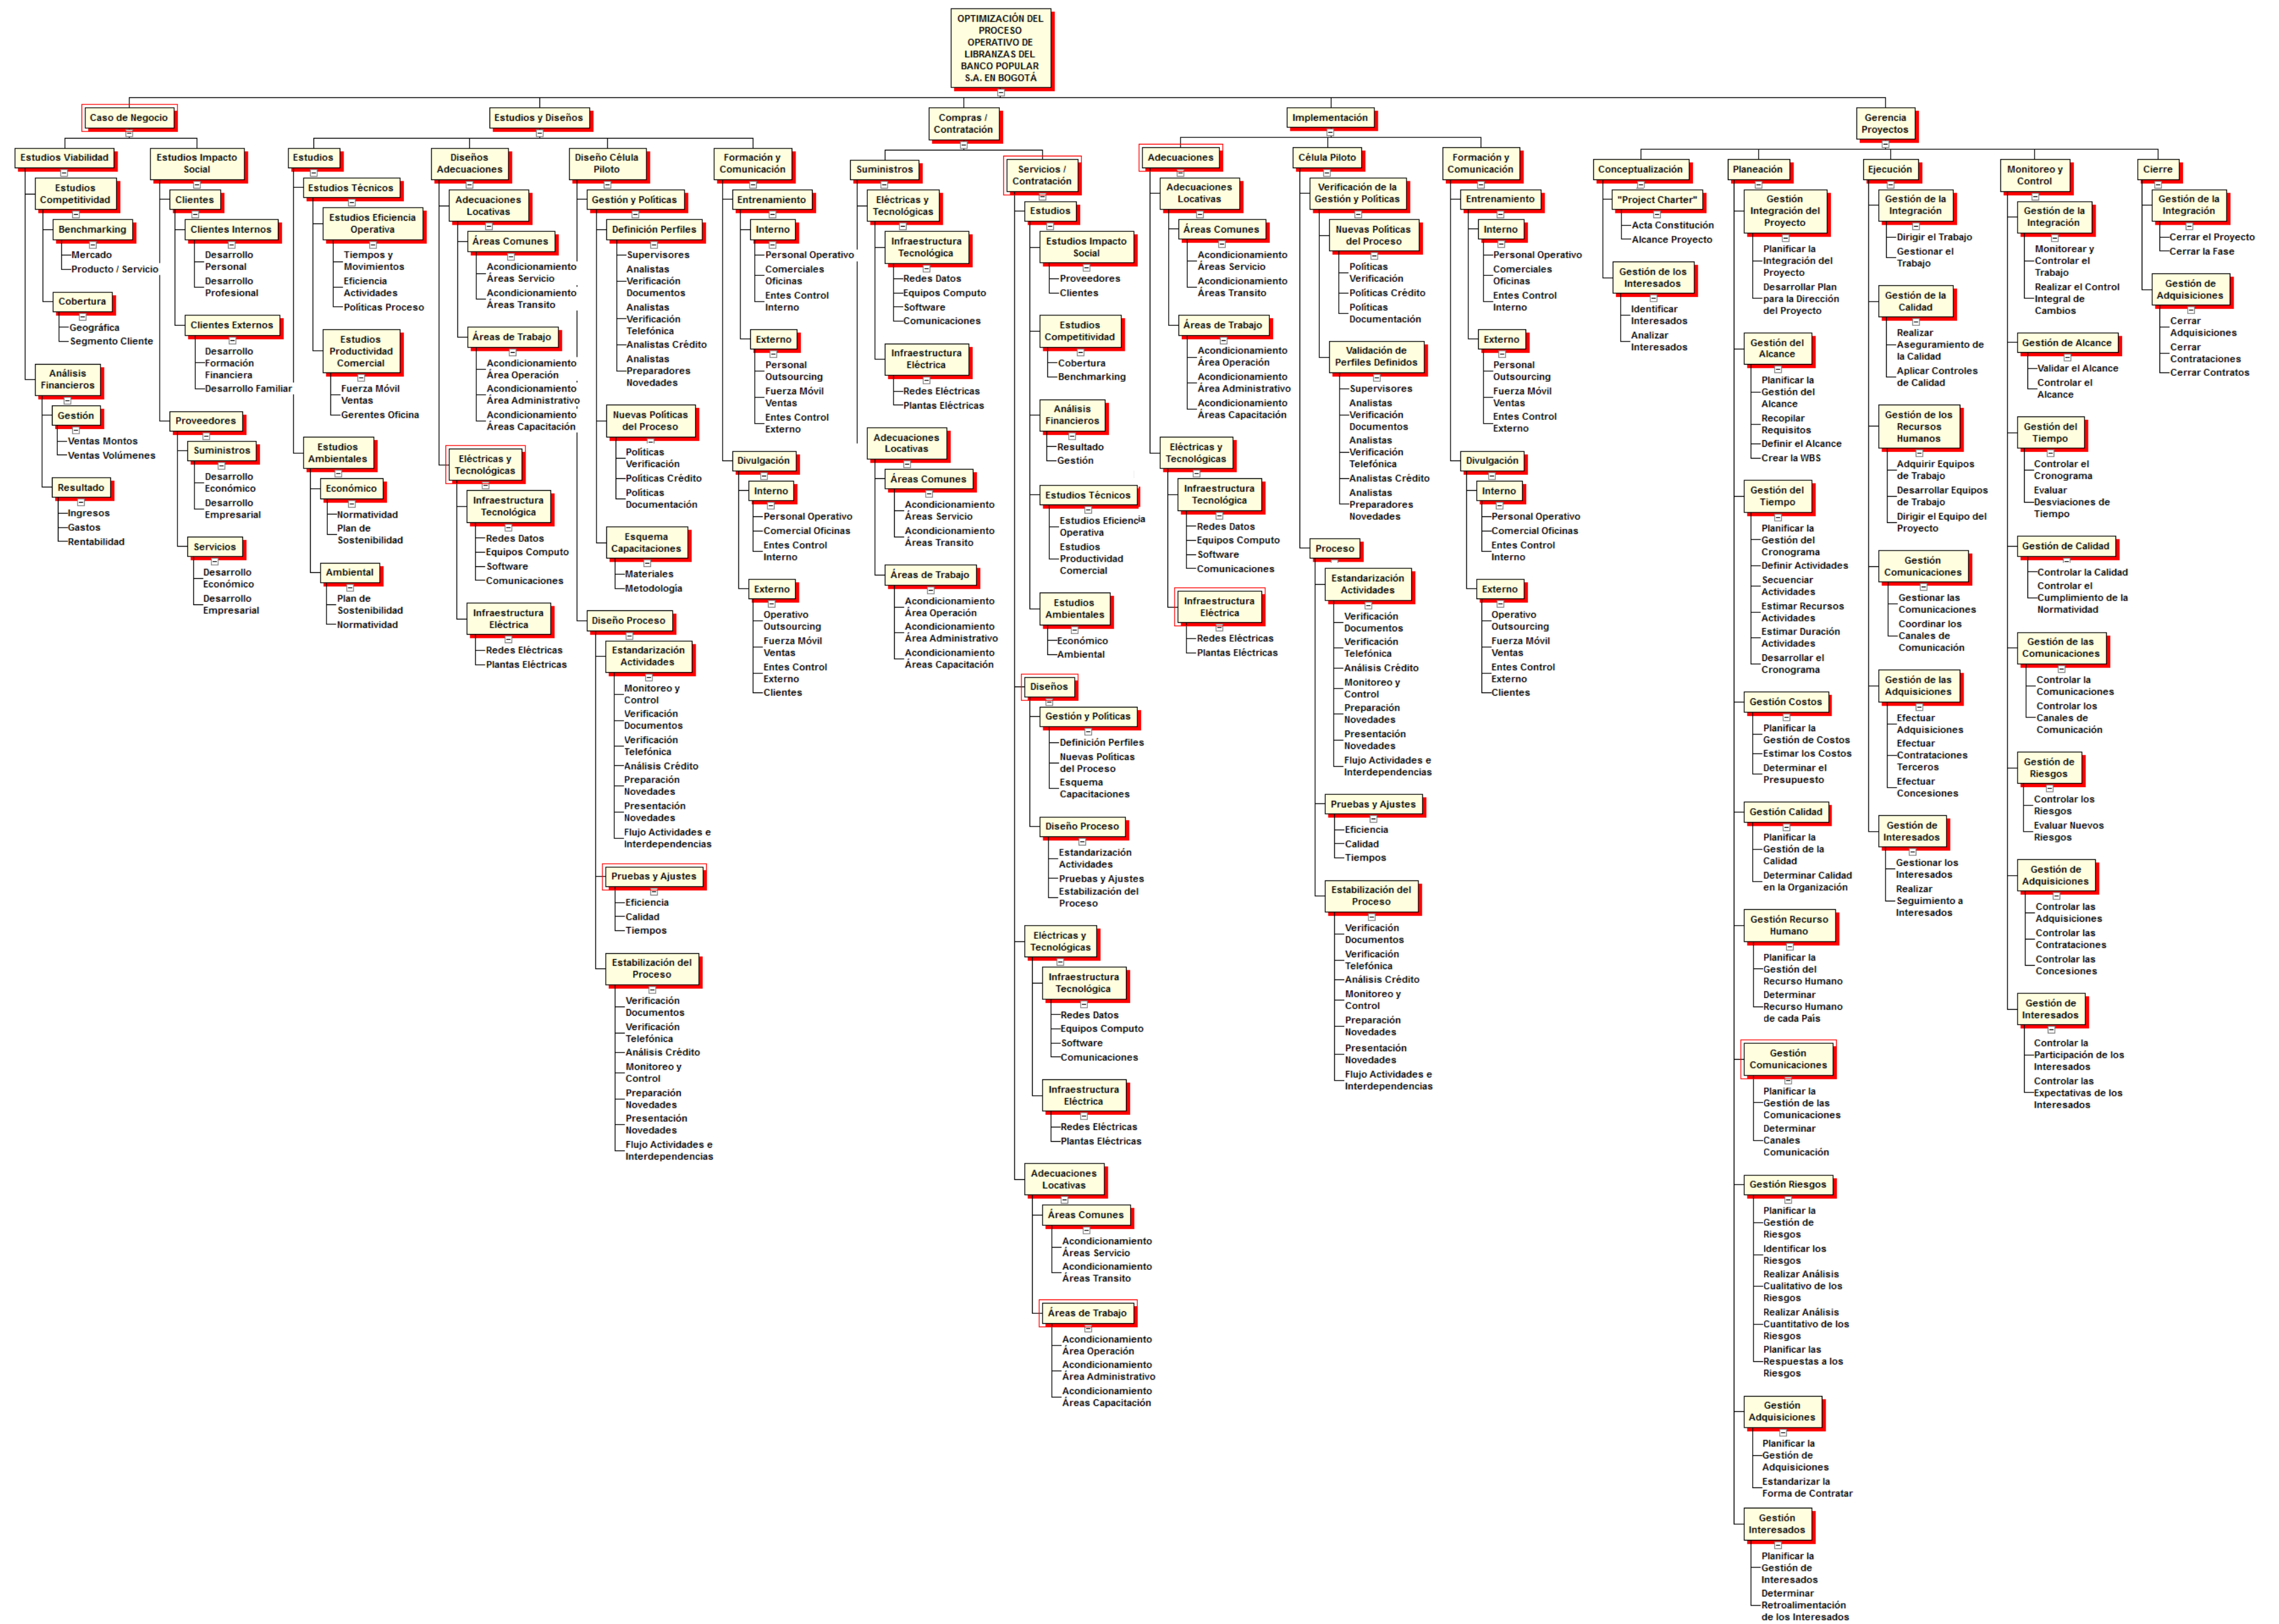 OPTIMIZACIÓN DEL
PROCESO
OPERATIVO DE
LIBRANZAS DEL
BANCO POPULAR
S.A. EN BOGOTÁ
Caso de Negocio
Estudios Viabilidad
Estudios
Competitividad
Benchmarking
Mercado
Producto / Servicio
Cobertura
Geográfica
Segmento Cliente
Análisis
Financieros
Gestión
Ventas Montos
Ventas Volúmenes
Resultado
Ingresos
Gastos
Rentabilidad
Estudios Impacto
Social
Clientes
Clientes Internos
Desarrollo
Personal
Desarrollo
Profesional
Clientes Externos
Desarrollo
Formación
Financiera
Desarrollo Familiar
Proveedores
Suministros
Desarrollo
Económico
Desarrollo
Empresarial
Servicios
Desarrollo
Económico
Desarrollo
Empresarial
Estudios y Diseños
Estudios
Estudios Técnicos
Estudios Eficiencia
Operativa
Tiempos y
Movimientos
Eficiencia
Actividades
Políticas Proceso
Estudios
Productividad
Comercial
Fuerza Móvil
Ventas
Gerentes Oficina
Estudios
Ambientales
Económico
Normatividad
Plan de
Sostenibilidad
Ambiental
Plan de
Sostenibilidad
Normatividad
Diseños
Adecuaciones
Adecuaciones
Locativas
Áreas Comunes
Acondicionamiento
Áreas Servicio
Acondicionamiento
Áreas Transito
Áreas de Trabajo
Acondicionamiento
Área Operación
Acondicionamiento
Área Administrativo
Acondicionamiento
Áreas Capacitación
Eléctricas y
Tecnológicas
Infraestructura
Tecnológica
Redes Datos
Equipos Computo
Software
Comunicaciones
Infraestructura
Eléctrica
Redes Eléctricas
Plantas Eléctricas
Diseño Célula
Piloto
Gestión y Políticas
Definición Perfiles
Supervisores
Analistas
Verificación
Documentos
Analistas
Verificación
Telefónica
Analistas Crédito
Analistas
Preparadores
Novedades
Nuevas Políticas
del Proceso
Políticas
Verificación
Políticas Crédito
Políticas
Documentación
Esquema
Capacitaciones
Materiales
Metodología
Diseño Proceso
Estandarización
Actividades
Monitoreo y
Control
Verificación
Documentos
Verificación
Telefónica
Análisis Crédito
Preparación
Novedades
Presentación
Novedades
Flujo Actividades e
Interdependencias
Pruebas y Ajustes
Eficiencia
Calidad
Tiempos
Estabilización del
Proceso
Verificación
Documentos
Verificación
Telefónica
Análisis Crédito
Monitoreo y
Control
Preparación
Novedades
Presentación
Novedades
Flujo Actividades e
Interdependencias
Formación y
Comunicación
Entrenamiento
Interno
Personal Operativo
Comerciales
Oficinas
Entes Control
Interno
Externo
Personal
Outsourcing
Fuerza Móvil
Ventas
Entes Control
Externo
Divulgación
Interno
Personal Operativo
Comercial Oficinas
Entes Control
Interno
Externo
Operativo
Outsourcing
Fuerza Móvil
Ventas
Entes Control
Externo
Clientes
Compras /
Contratación
Suministros
Eléctricas y
Tecnológicas
Infraestructura
Tecnológica
Redes Datos
Equipos Computo
Software
Comunicaciones
Infraestructura
Eléctrica
Redes Eléctricas
Plantas Eléctricas
Adecuaciones
Locativas
Áreas Comunes
Acondicionamiento
Áreas Servicio
Acondicionamiento
Áreas Transito
Áreas de Trabajo
Acondicionamiento
Área Operación
Acondicionamiento
Área Administrativo
Acondicionamiento
Áreas Capacitación
Servicios /
Contratación
Estudios
Estudios Impacto
Social
Proveedores
Clientes
Estudios
Competitividad
Cobertura
Benchmarking
Análisis
Financieros
Resultado
Gestión
Estudios Técnicos
Estudios Eficiencia
Operativa
Estudios
Productividad
Comercial
Estudios
Ambientales
Económico
Ambiental
Diseños
Gestión y Políticas
Definición Perfiles
Nuevas Políticas
del Proceso
Esquema
Capacitaciones
Diseño Proceso
Estandarización
Actividades
Pruebas y Ajustes
Estabilización del
Proceso
Eléctricas y
Tecnológicas
Infraestructura
Tecnológica
Redes Datos
Equipos Computo
Software
Comunicaciones
Infraestructura
Eléctrica
Redes Eléctricas
Plantas Eléctricas
Adecuaciones
Locativas
Áreas Comunes
Acondicionamiento
Áreas Servicio
Acondicionamiento
Áreas Transito
Áreas de Trabajo
Acondicionamiento
Área Operación
Acondicionamiento
Área Administrativo
Acondicionamiento
Áreas Capacitación
Implementación
Adecuaciones
Adecuaciones
Locativas
Áreas Comunes
Acondicionamiento
Áreas Servicio
Acondicionamiento
Áreas Transito
Áreas de Trabajo
Acondicionamiento
Área Operación
Acondicionamiento
Área Administrativo
Acondicionamiento
Áreas Capacitación
Eléctricas y
Tecnológicas
Infraestructura
Tecnológica
Redes Datos
Equipos Computo
Software
Comunicaciones
Infraestructura
Eléctrica
Redes Eléctricas
Plantas Eléctricas
Célula Piloto
Verificación de la
Gestión y Políticas
Nuevas Políticas
del Proceso
Políticas
Verificación
Políticas Crédito
Políticas
Documentación
Validación de
Perfiles Definidos
Supervisores
Analistas
Verificación
Documentos
Analistas
Verificación
Telefónica
Analistas Crédito
Analistas
Preparadores
Novedades
Proceso
Estandarización
Actividades
Verificación
Documentos
Verificación
Telefónica
Análisis Crédito
Monitoreo y
Control
Preparación
Novedades
Presentación
Novedades
Flujo Actividades e
Interdependencias
Pruebas y Ajustes
Eficiencia
Calidad
Tiempos
Estabilización del
Proceso
Verificación
Documentos
Verificación
Telefónica
Análisis Crédito
Monitoreo y
Control
Preparación
Novedades
Presentación
Novedades
Flujo Actividades e
Interdependencias
Formación y
Comunicación
Entrenamiento
Interno
Personal Operativo
Comerciales
Oficinas
Entes Control
Interno
Externo
Personal
Outsourcing
Fuerza Móvil
Ventas
Entes Control
Externo
Divulgación
Interno
Personal Operativo
Comercial Oficinas
Entes Control
Interno
Externo
Operativo
Outsourcing
Fuerza Móvil
Ventas
Entes Control
Externo
Clientes
Gerencia
Proyectos
Conceptualización
"Project Charter"
Acta Constitución
Alcance Proyecto
Gestión de los
Interesados
Identificar
Interesados
Analizar
Interesados
Planeación
Gestión
Integración del
Proyecto
Planificar la
Integración del
Proyecto
Desarrollar Plan
para la Dirección
del Proyecto
Gestión del
Alcance
Planificar la
Gestión del
Alcance
Recopilar
Requisitos
Definir el Alcance
Crear la WBS
Gestión del
Tiempo
Planificar la
Gestión del
Cronograma
Definir Actividades
Secuenciar
Actividades
Estimar Recursos
Actividades
Estimar Duración
Actividades
Desarrollar el
Cronograma
Gestión Costos
Planificar la
Gestión de Costos
Estimar los Costos
Determinar el
Presupuesto
Gestión Calidad
Planificar la
Gestión de la
Calidad
Determinar Calidad
en la Organización
Gestión Recurso
Humano
Planificar la
Gestión del
Recurso Humano
Determinar
Recurso Humano
de cada País
Gestión
Comunicaciones
Planificar la
Gestión de las
Comunicaciones
Determinar
Canales
Comunicación
Gestión Riesgos
Planificar la
Gestión de
Riesgos
Identificar los
Riesgos
Realizar Análisis
Cualitativo de los
Riesgos
Realizar Análisis
Cuantitativo de los
Riesgos
Planificar las
Respuestas a los
Riesgos
Gestión
Adquisiciones
Planificar la
Gestión de
Adquisiciones
Estandarizar la
Forma de Contratar
Gestión
Interesados
Planificar la
Gestión de
Interesados
Determinar
Retroalimentación
de los Interesados
Ejecución
Gestión de la
Integración
Dirigir el Trabajo
Gestionar el
Trabajo
Gestión de la
Calidad
Realizar
Aseguramiento de
la Calidad
Aplicar Controles
de Calidad
Gestión de los
Recursos
Humanos
Adquirir Equipos
de Trabajo
Desarrollar Equipos
de Trabajo
Dirigir el Equipo del
Proyecto
Gestión
Comunicaciones
Gestionar las
Comunicaciones
Coordinar los
Canales de
Comunicación
Gestión de las
Adquisiciones
Efectuar
Adquisiciones
Efectuar
Contrataciones
Terceros
Efectuar
Concesiones
Gestión de
Interesados
Gestionar los
Interesados
Realizar
Seguimiento a
Interesados
Monitoreo y
Control
Gestión de la
Integración
Monitorear y
Controlar el
Trabajo
Realizar el Control
Integral de
Cambios
Gestión de Alcance
Validar el Alcance
Controlar el
Alcance
Gestión del
Tiempo
Controlar el
Cronograma
Evaluar
Desviaciones de
Tiempo
Gestión de Calidad
Controlar la Calidad
Controlar el
Cumplimiento de la
Normatividad
Gestión de las
Comunicaciones
Controlar la
Comunicaciones
Controlar los
Canales de
Comunicación
Gestión de
Riesgos
Controlar los
Riesgos
Evaluar Nuevos
Riesgos
Gestión de
Adquisiciones
Controlar las
Adquisiciones
Controlar las
Contrataciones
Controlar las
Concesiones
Gestión de
Interesados
Controlar la
Participación de los
Interesados
Controlar las
Expectativas de los
Interesados
Cierre
Gestión de la
Integración
Cerrar el Proyecto
Cerrar la Fase
Gestión de
Adquisiciones
Cerrar
Adquisiciones
Cerrar
Contrataciones
Cerrar Contratos